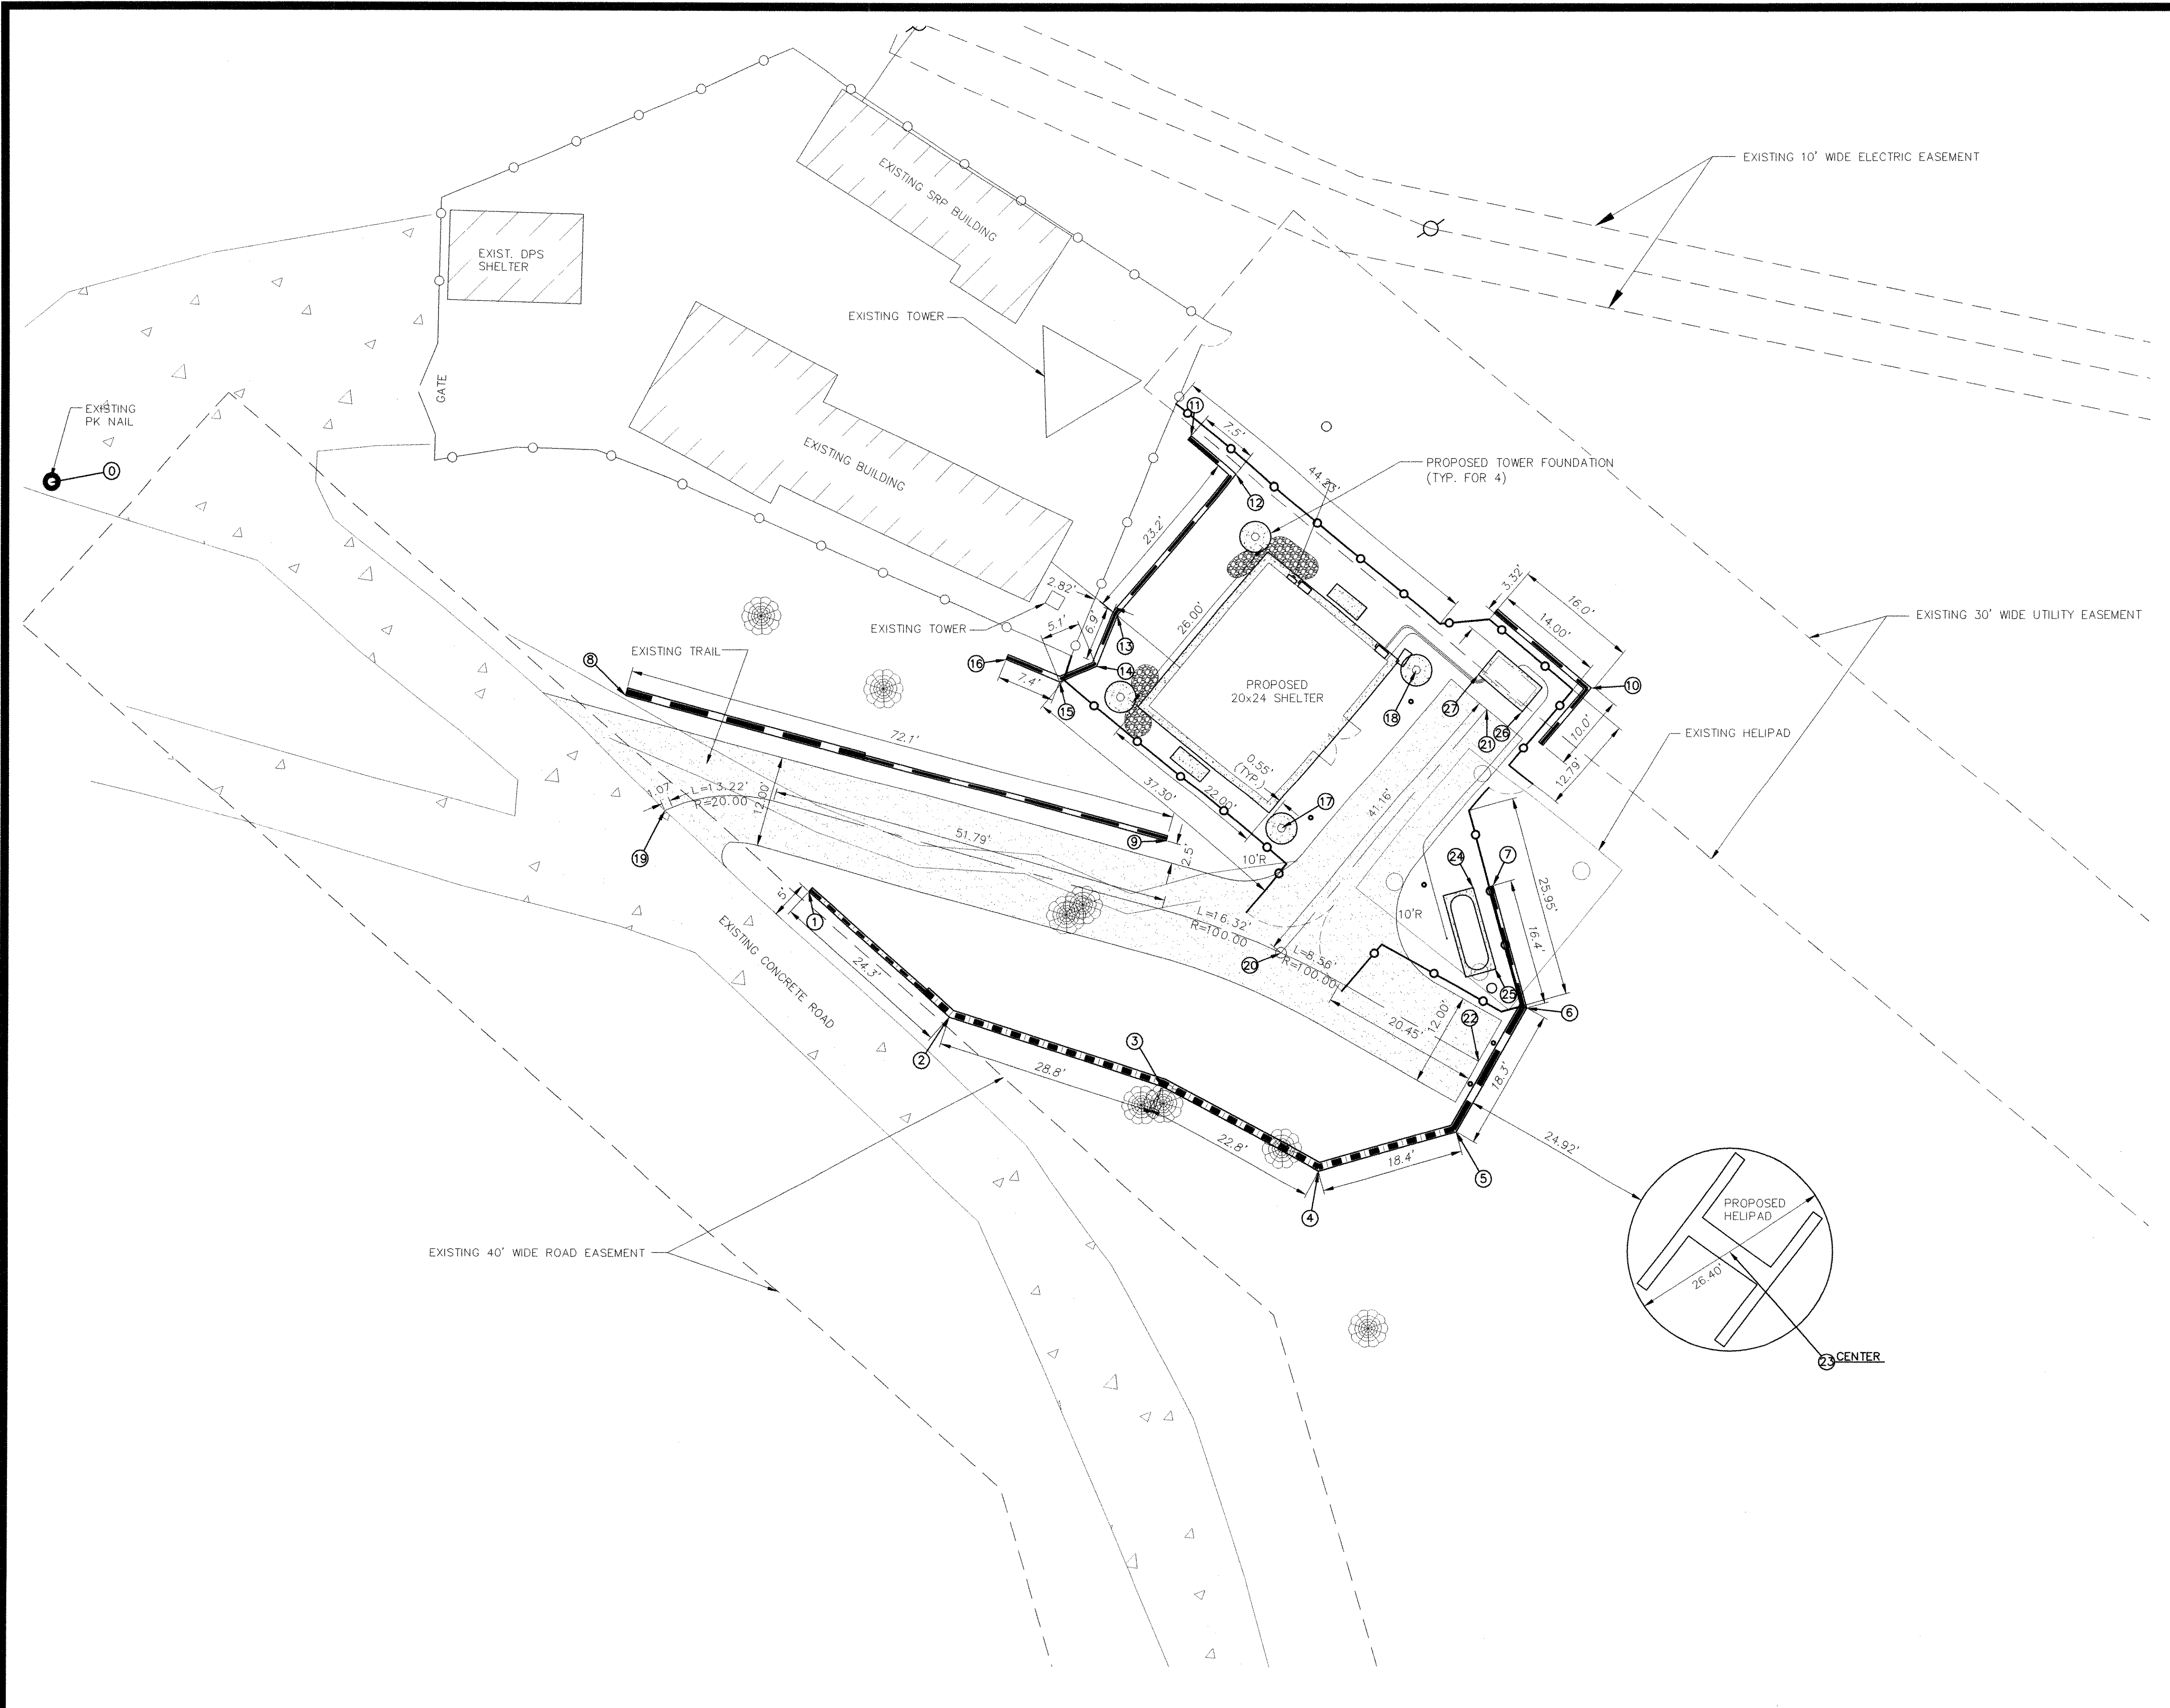 EXISTING 10' WIDE ELECTRIC EASEMENT
EXISTING SRP BUILDING
EXIST. DPS
SHELTER
EXISTING TOWER
GATE
EXISTING
PK NAIL
0
EXISTING BUILDING
11
7.5'
44.23'
PROPOSED TOWER FOUNDATION
(TYP. FOR 4)
12
23.2'
2.82'
26.00'
3.32'
16.0'
14.00'
EXISTING 30' WIDE UTILITY EASEMENT
EXISTING TOWER
5.1'
6.9'
13
EXISTING TRAIL
8
16
14
7.4'
15
PROPOSED
20x24 SHELTER
18
27
21
26
10
10.0'
12.79'
EXISTING HELIPAD
72.1'
0.55'
(TYP.)
37.30'
22.00'
17
41.16'
1.07'
L=13.22'
R=20.00
12.00'
51.79'
9
2.5'
10'R
19
24
7
25.95'
16.4'
10'R
5'
1
EXISTING CONCRETE ROAD
24.3'
L=16.32'
R=100.00
20
L=8.56'
R=100.00'
25
6
20.45'
12.00'
22
18.3'
2
28.8'
3
22.8'
18.4'
4
5
24.92'
PROPOSED
HELIPAD
26.40'
EXISTING 40' WIDE ROAD EASEMENT
23 CENTER